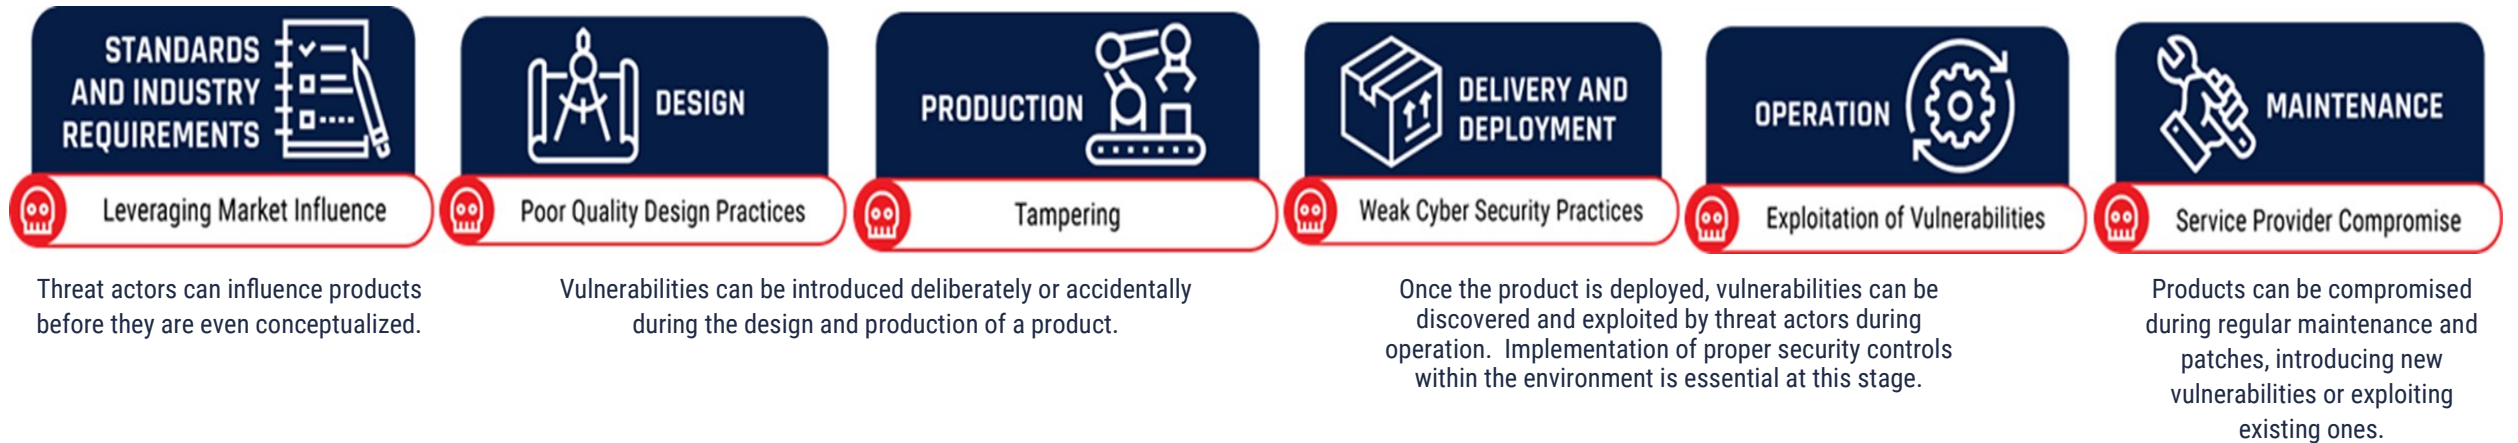 STANDARDS
AND INDUSTRY
REQUIREMENTS
Leveraging Market Influence
DESIGN
Poor Quality Design Practices
PRODUCTION
Tampering
DELIVERY AND
DEPLOYMENT
Weak Cyber Security Practices
OPERATION
Exploitation of Vulnerabilities
MAINTENANCE
Service Provider Compromise
Threat actors can influence products
before they are even conceptualized.
Vulnerabilities can be introduced deliberately or accidentally
during the design and production of a product.
Once the product is deployed, vulnerabilities can be
discovered and exploited by threat actors during
operation.  Implementation of proper security controls
within the environment is essential at this stage.
Products can be compromised
during regular maintenance and
patches, introducing new
vulnerabilities or exploiting
existing ones.